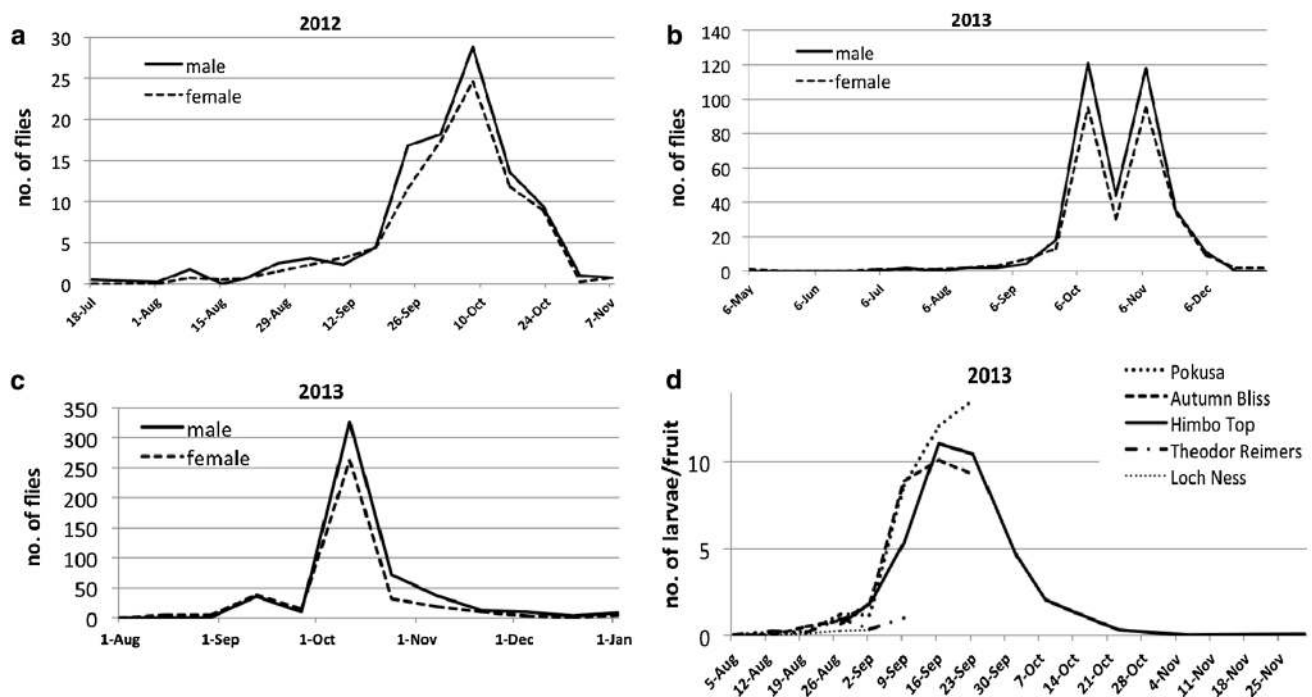 a
2012
30
25
20
15
10
5
0
no. of flies
male
female
18-Jul
1-Aug
15-Aug
29-Aug
12-Sep
26-Sep
10-Oct
24-Oct
7-Nov
b
2013
140
120
100
80
60
40
20
0
no. of flies
male
female
6-May
6-Jun
6-Jul
6-Aug
6-Sep
6-Oct
6-Nov
6-Dec
c
2013
350
300
250
200
150
100
50
0
no. of flies
male
female
1-Aug
1-Sep
1-Oct
1-Nov
1-Dec
1-Jan
d
2013
10
5
0
no. of larvae/fruit
Pokusa
Autumn Bliss
Himbo Top
Theodor Reimers
Loch Ness
5-Aug
12-Aug
19-Aug
26-Aug
2-Sep
9-Sep
16-Sep
23-Sep
30-Sep
7-Oct
14-Oct
21-Oct
28-Oct
4-Nov
11-Nov
18-Nov
25-Nov